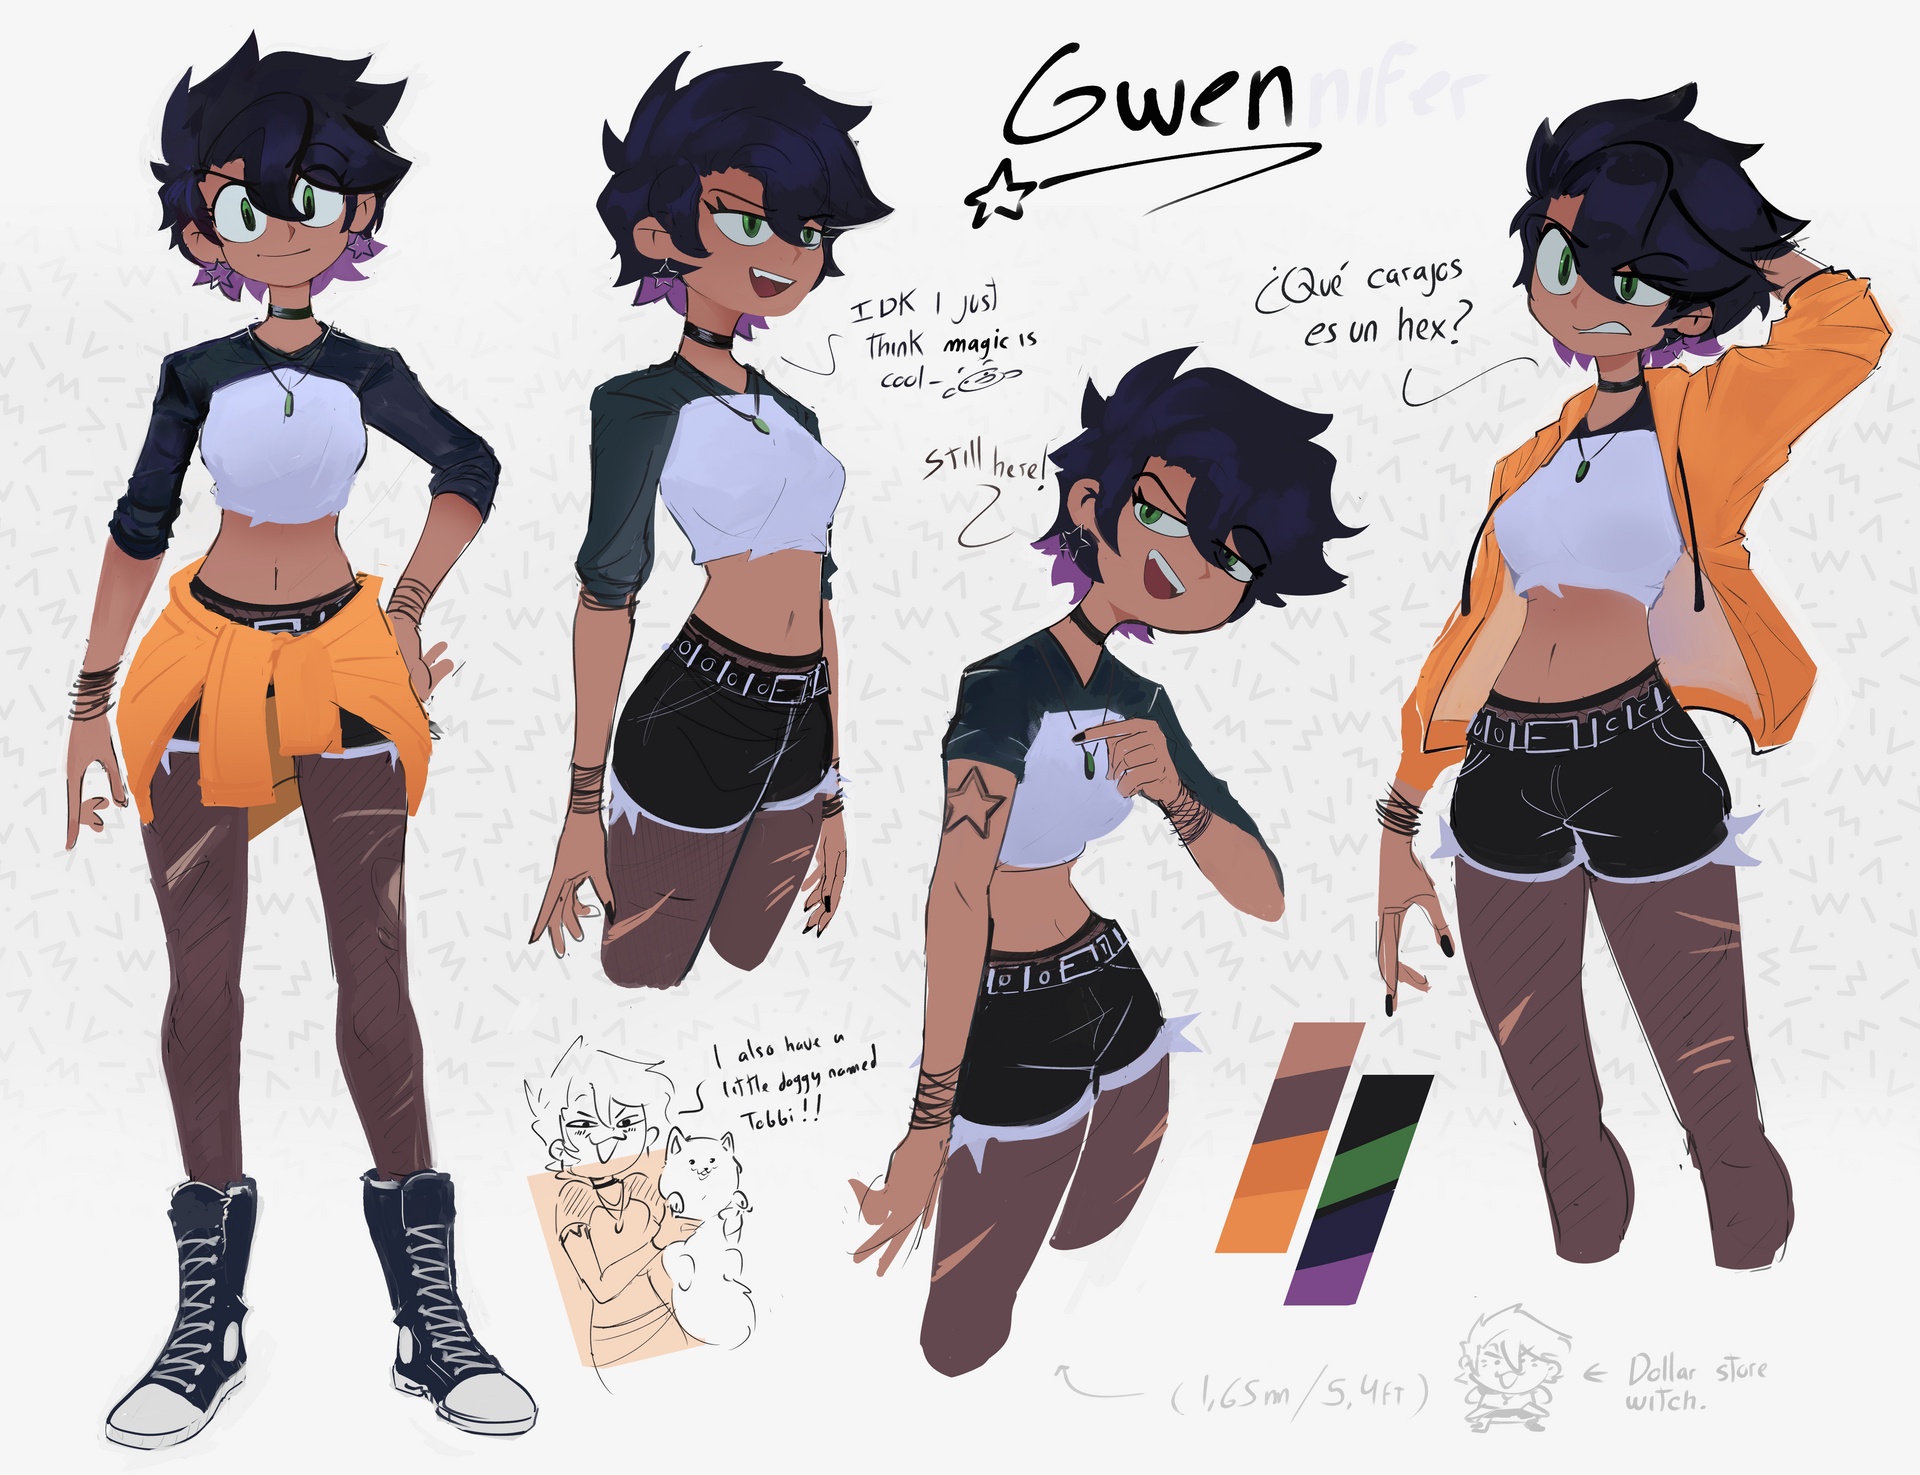 Gwennifer
IDK I just
Think magic is
cool-
Still here!
¿Qué carajos
es un hex?
I also have a
little doggy named
Tobbi!!
(1,65m/5,4FT)
Dollar store
witch.